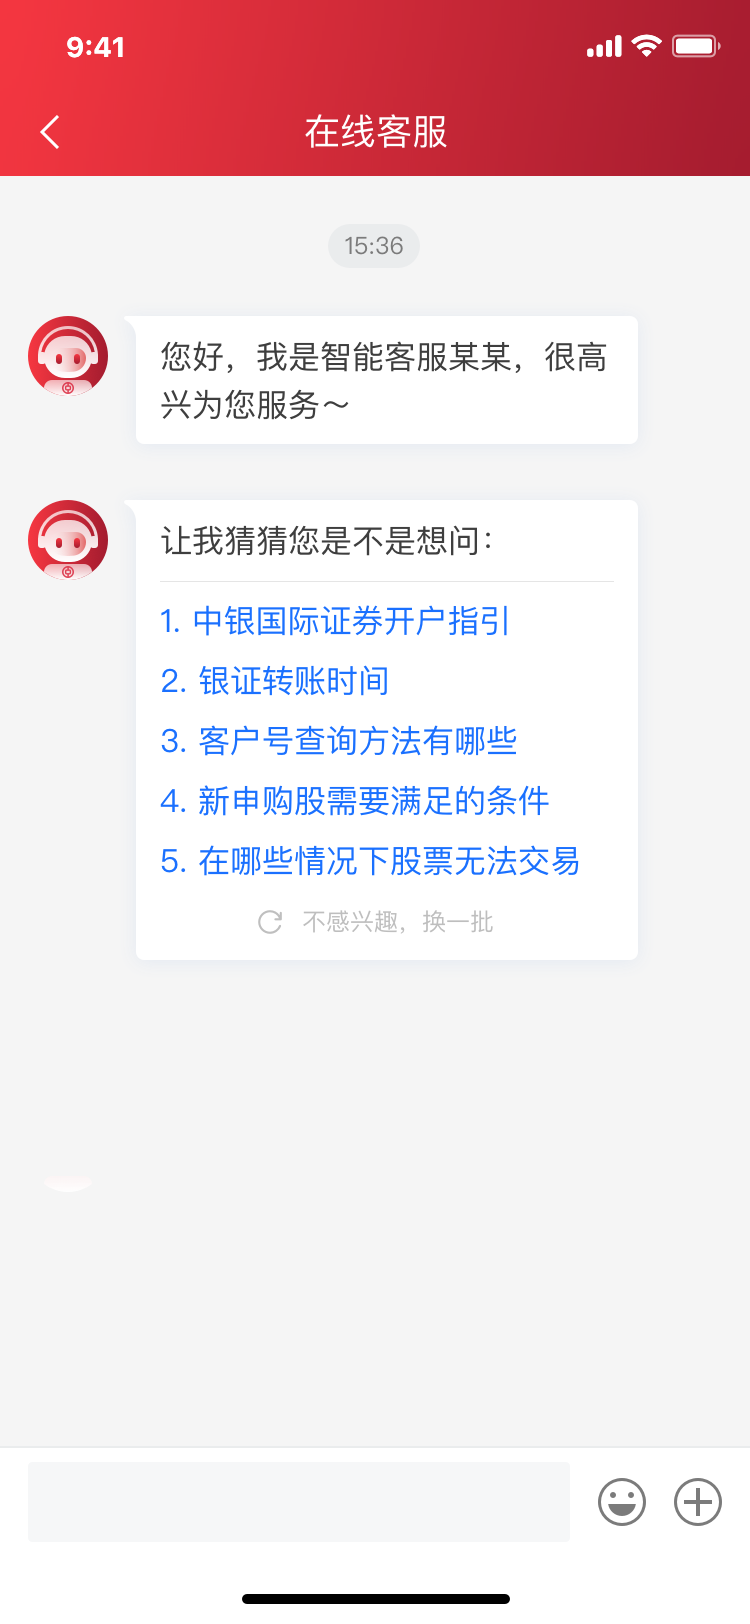 9:41
在线客服
15:36
您好，我是智能客服某某，很高
兴为您服务～
让我猜猜您是不是想问：
1. 中银国际证券开户指引
2. 银证转账时间
3. 客户号查询方法有哪些
4. 新申购股需要满足的条件
5. 在哪些情况下股票无法交易
不感兴趣，换一批